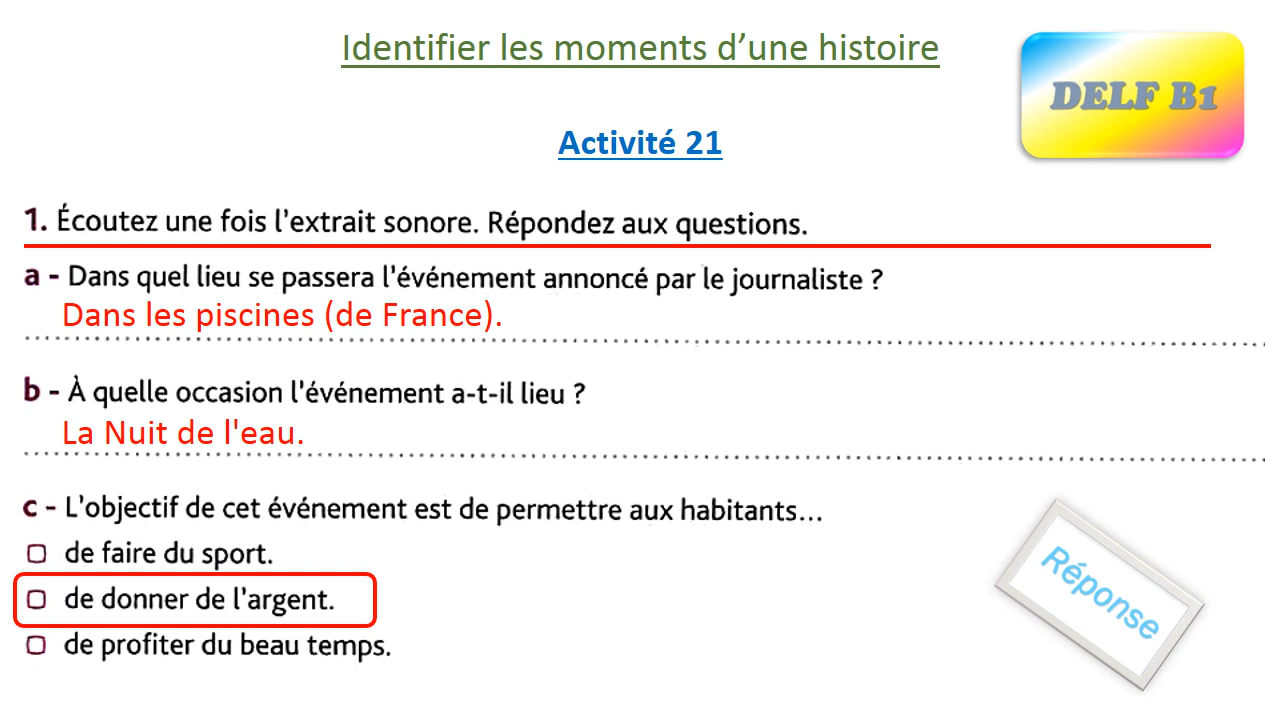 Identifier les moments d’une histoire
DELF B1
Activité 21
1. Écoutez une fois l’extrait sonore. Répondez aux questions.
a - Dans quel lieu se passera l’événement annoncé par le journaliste ?
Dans les piscines (de France).
b - À quelle occasion l’événement a-t-il lieu ?
La Nuit de l'eau.
c - L’objectif de cet événement est de permettre aux habitants...
de faire du sport.
de donner de l’argent.
de profiter du beau temps.
Réponse